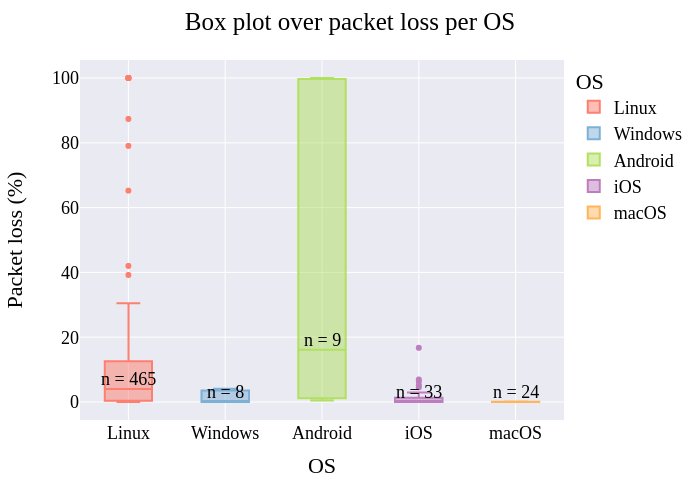 Box plot over packet loss per OS
Packet loss (%)
100
80
60
40
20
0
n = 465
n = 8
n = 9
n = 33
n = 24
Linux
Windows
Android
iOS
macOS
OS
OS
Linux
Windows
Android
iOS
macOS